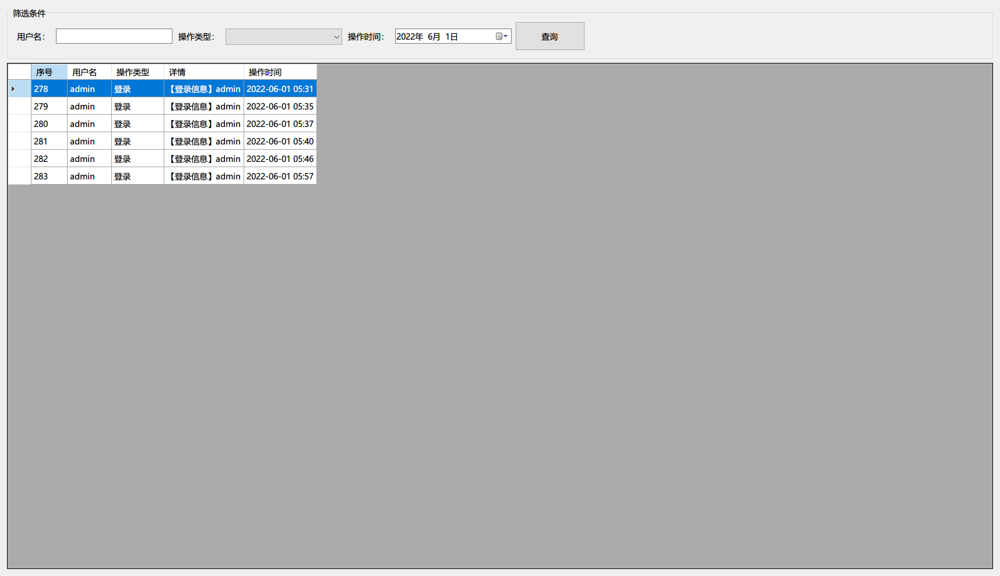 筛选条件
用户名： 操作类型： 操作时间： 2022年 6月 1日 查询
序号 用户名 操作类型 详情 操作时间
278 admin 登录 【登录信息】admin 2022-06-01 05:31
279 admin 登录 【登录信息】admin 2022-06-01 05:35
280 admin 登录 【登录信息】admin 2022-06-01 05:37
281 admin 登录 【登录信息】admin 2022-06-01 05:40
282 admin 登录 【登录信息】admin 2022-06-01 05:46
283 admin 登录 【登录信息】admin 2022-06-01 05:57